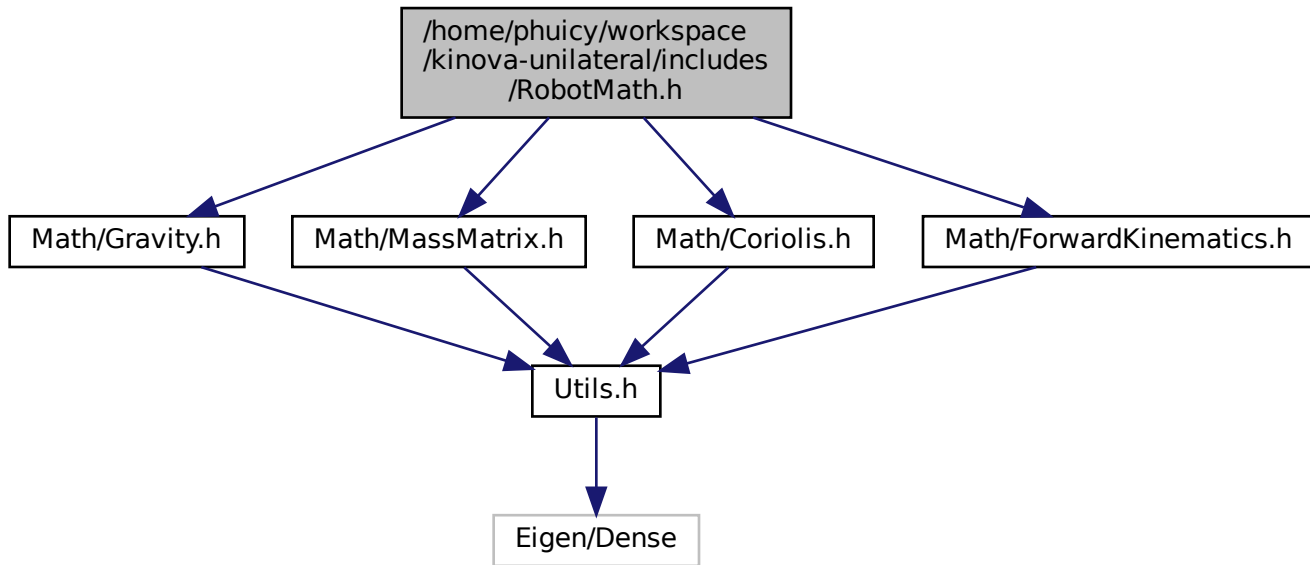 /home/phuicy/workspace
/kinova-unilateral/includes
/RobotMath.h
Math/Gravity.h
Math/MassMatrix.h
Math/Coriolis.h
Math/ForwardKinematics.h
Utils.h
Eigen/Dense